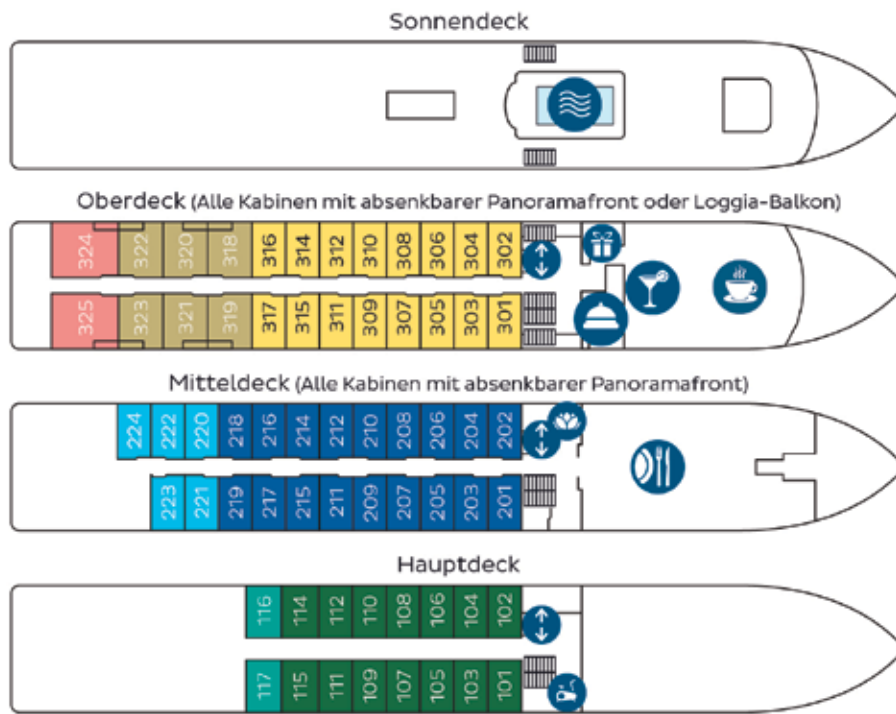 Sonnendeck
Oberdeck (Alle Kabinen mit absenkbarer Panoramafront oder Loggia-Balkon)
324 322 320 318 316 314 312 310 308 306 304 302
325 323 321 319 317 315 311 309 307 305 303 301
Mitteldeck (Alle Kabinen mit absenkbarer Panoramafront)
224 222 220 218 216 214 212 210 208 206 204 202
223 221 219 217 215 211 209 207 205 203 201
Hauptdeck
116 114 112 110 108 106 104 102
117 115 111 109 107 105 103 101